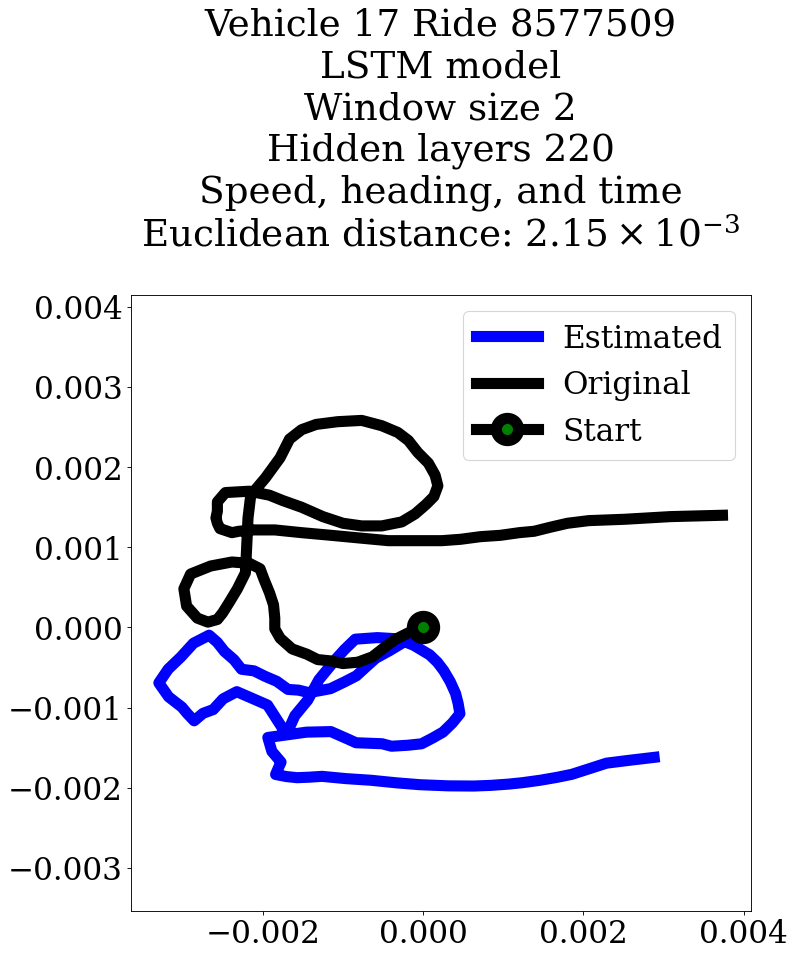 Vehicle 17 Ride 8577509
LSTM model
Window size 2
Hidden layers 220
Speed, heading, and time
Euclidean distance: 2.15 × 10⁻³
Estimated
Original
Start
0.004
0.003
0.002
0.001
0.000
−0.001
−0.002
−0.003
−0.002 0.000 0.002 0.004